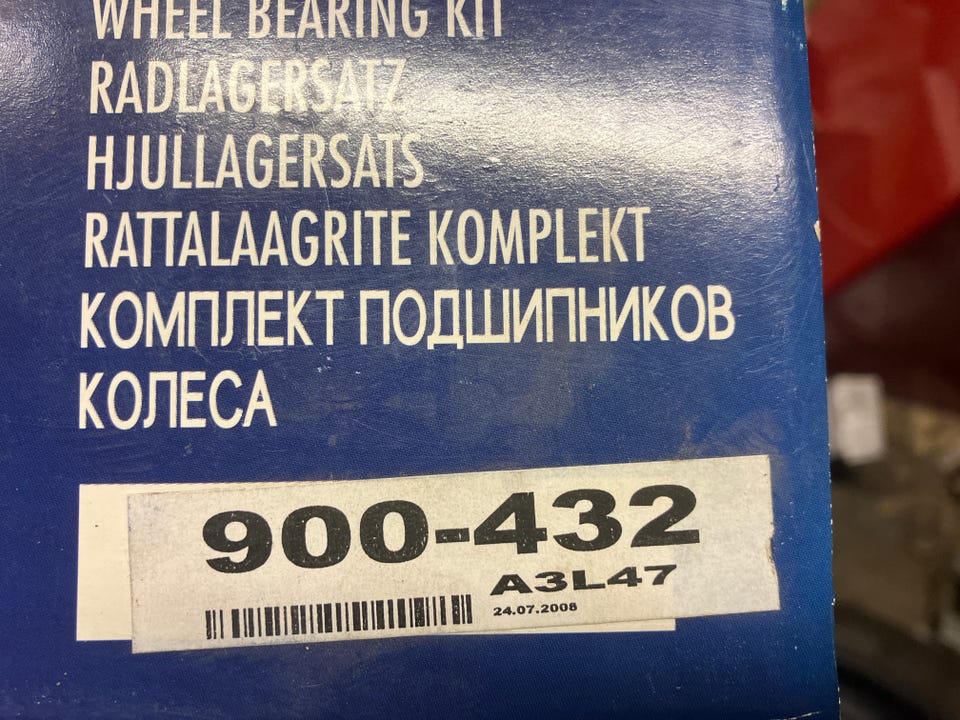 WHEEL BEARING KIT
RADLAGERSATZ
HJULLAGERSATS
RATTALAAGRITE KOMPLEKT
КОМПЛЕКТ ПОДШИПНИКОВ
КОЛЕСА
900-432
A3L47
24.07.2008